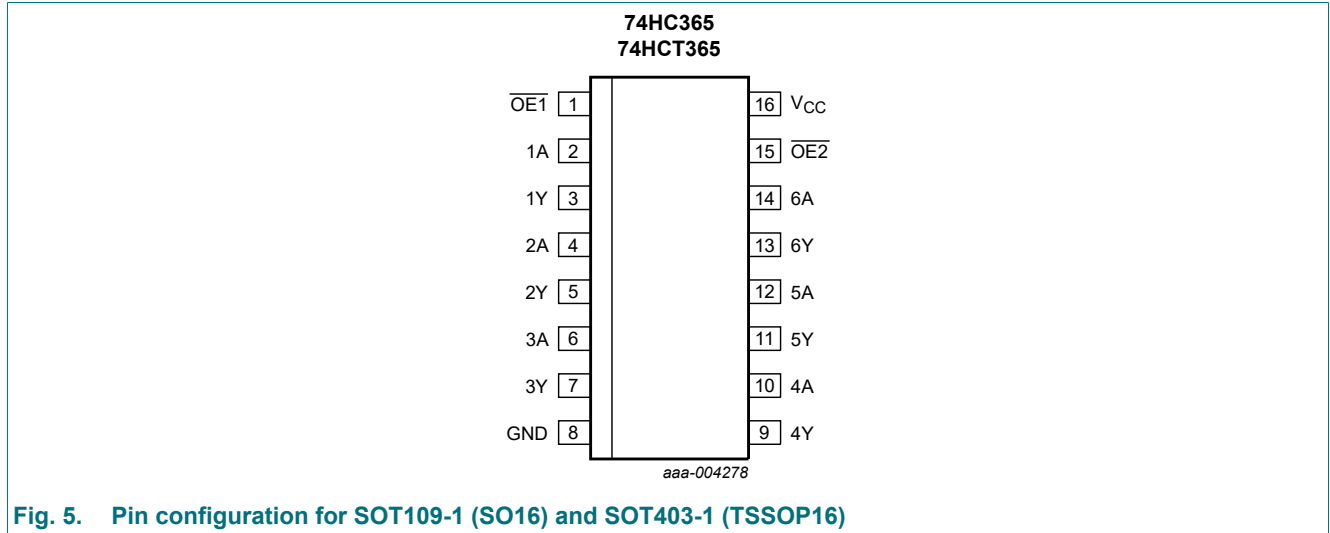 74HC365
74HCT365
O̅E̅1̅ 1
16 VCC
1A 2
15 O̅E̅2̅
1Y 3
14 6A
2A 4
13 6Y
2Y 5
12 5A
3A 6
11 5Y
3Y 7
10 4A
GND 8
9 4Y
aaa-004278
Fig. 5. Pin configuration for SOT109-1 (SO16) and SOT403-1 (TSSOP16)